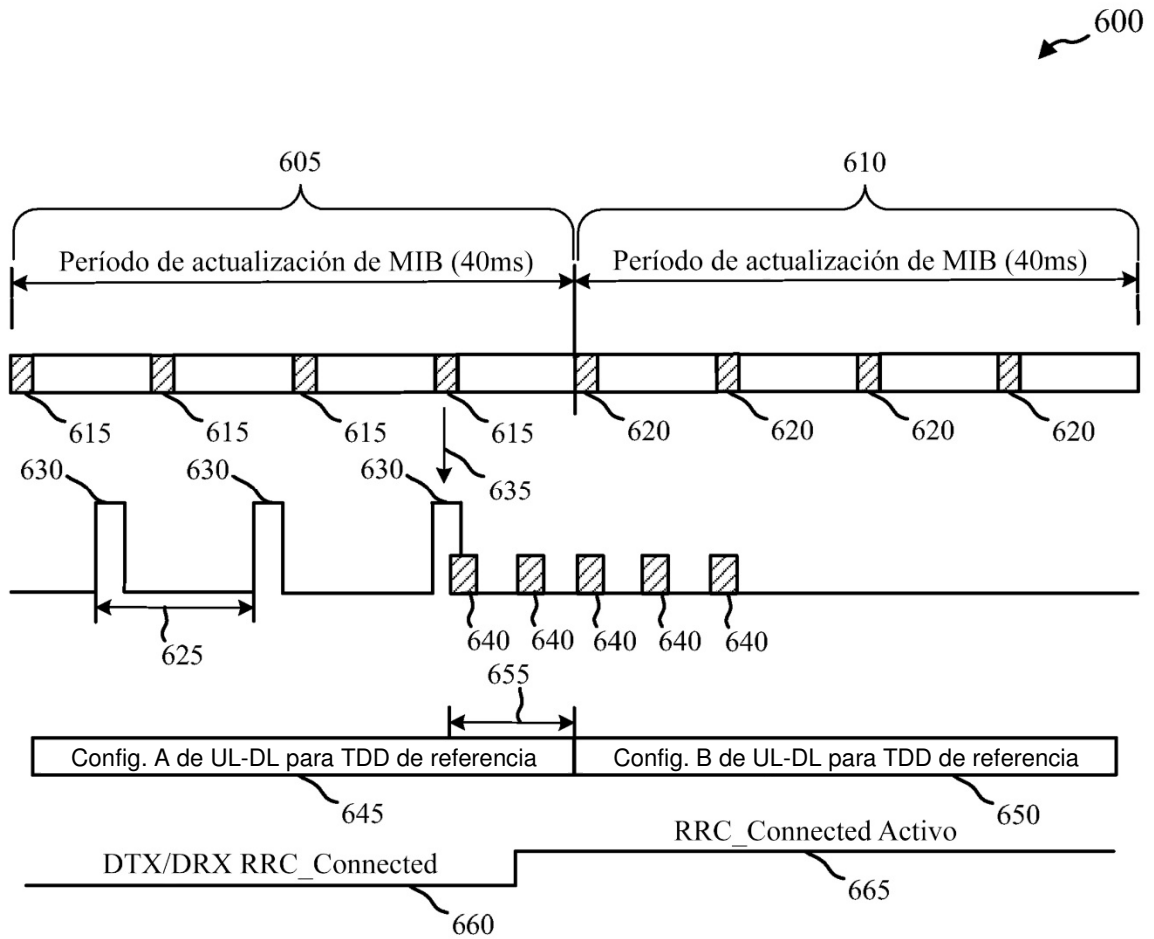 600
605 610
Período de actualización de MIB (40ms) Período de actualización de MIB (40ms)
615 615 615 615 620 620 620 620
630 630 630 635
640 640 640 640 640
625
655
Config. A de UL-DL para TDD de referencia Config. B de UL-DL para TDD de referencia
645 650
RRC_Connected Activo
DTX/DRX RRC_Connected
665
660